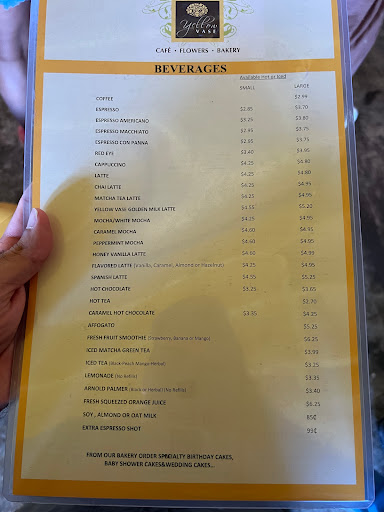 Yellow
VASE
CAFÉ • FLOWERS • BAKERY
BEVERAGES
Available Hot or Iced
SMALL LARGE
COFFEE $2.99
ESPRESSO $2.85 $3.70
ESPRESSO AMERICANO $3.25 $3.80
ESPRESSO MACCHIATO $2.95 $3.75
ESPRESSO CON PANNA $2.95 $3.75
RED EYE $3.40 $3.95
CAPPUCCINO $4.25 $4.80
LATTE $4.25 $4.80
CHAI LATTE $4.25 $4.95
MATCHA TEA LATTE $4.25 $4.95
YELLOW VASE GOLDEN MILK LATTE $4.55 $5.20
MOCHA/WHITE MOCHA $4.25 $4.95
CARAMEL MOCHA $4.60 $4.95
PEPPERMINT MOCHA $4.60 $4.95
HONEY VANILLA LATTE $4.60 $4.99
FLAVORED LATTE (Vanilla, Caramel, Almond or Hazelnut) $4.25 $4.95
SPANISH LATTE $4.55 $5.25
HOT CHOCOLATE $3.25 $3.65
HOT TEA $2.70
CARAMEL HOT CHOCOLATE $3.35 $4.25
AFFOGATO $5.25
FRESH FRUIT SMOOTHIE (Strawberry, Banana or Mango) $6.25
ICED MATCHA GREEN TEA $3.99
ICED TEA (Black-Peach Mango-Herbal) $3.25
LEMONADE (No Refills) $3.35
ARNOLD PALMER (Black or Herbal) (No Refills) $3.40
FRESH SQUEEZED ORANGE JUICE $6.25
SOY , ALMOND OR OAT MILK 85¢
EXTRA ESPRESSO SHOT 99¢
FROM OUR BAKERY ORDER SPECIALTY BIRTHDAY CAKES,
BABY SHOWER CAKES&WEDDING CAKES...